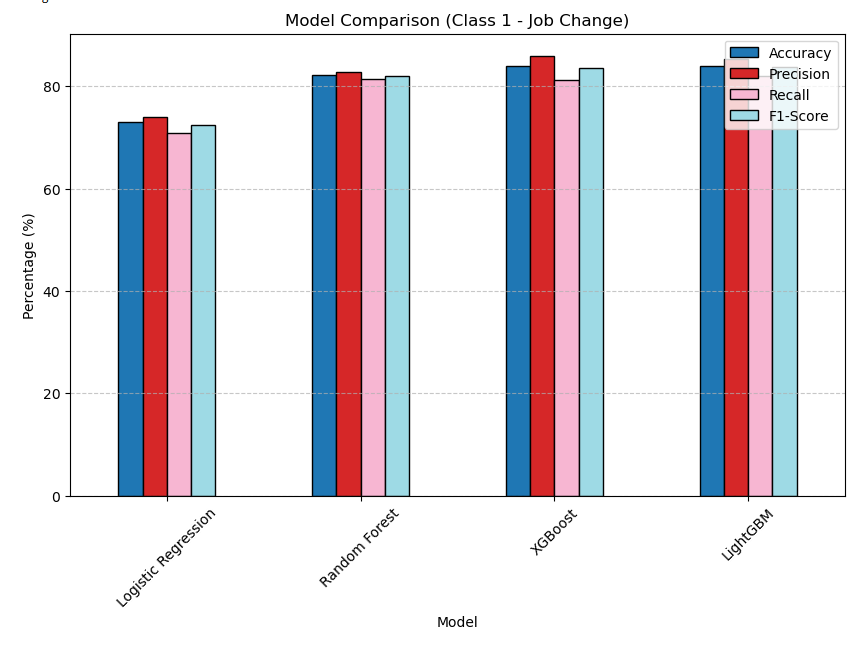 Model Comparison (Class 1 - Job Change)
Accuracy
Precision
Recall
F1-Score
Percentage (%)
80
60
40
20
0
Logistic Regression
Random Forest
XGBoost
LightGBM
Model